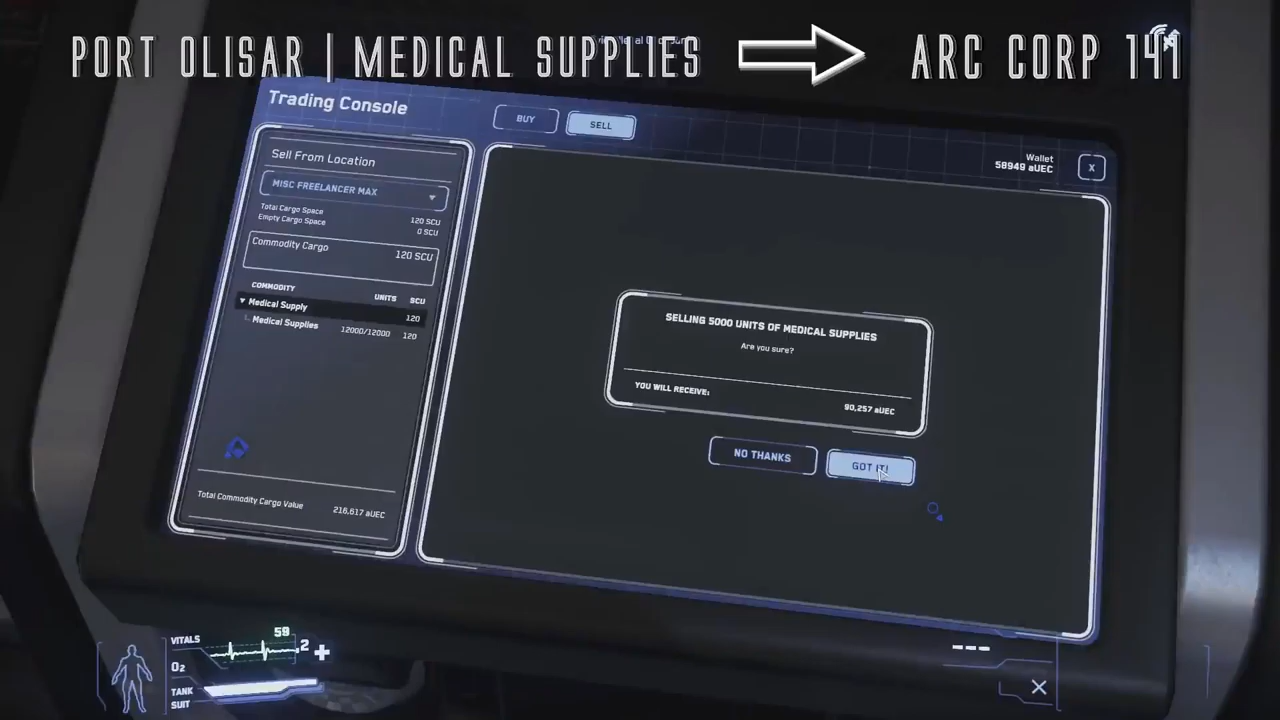 PORT OLISAR | MEDICAL SUPPLIES
ARC CORP 141
Trading Console
BUY
SELL
Wallet
58949 aUEC
X
Sell From Location
MISC FREELANCER MAX
Total Cargo Space 120 SCU
Empty Cargo Space 0 SCU
Commodity Cargo 120 SCU
COMMODITY UNITS SCU
Medical Supply 120
Medical Supplies 12000/12000 120
Total Commodity Cargo Value 216,617 aUEC
SELLING 5000 UNITS OF MEDICAL SUPPLIES
Are you sure?
YOU WILL RECEIVE: 90,257 aUEC
NO THANKS
GOT IT!
VITALS
59
2
O2
TANK
SUIT